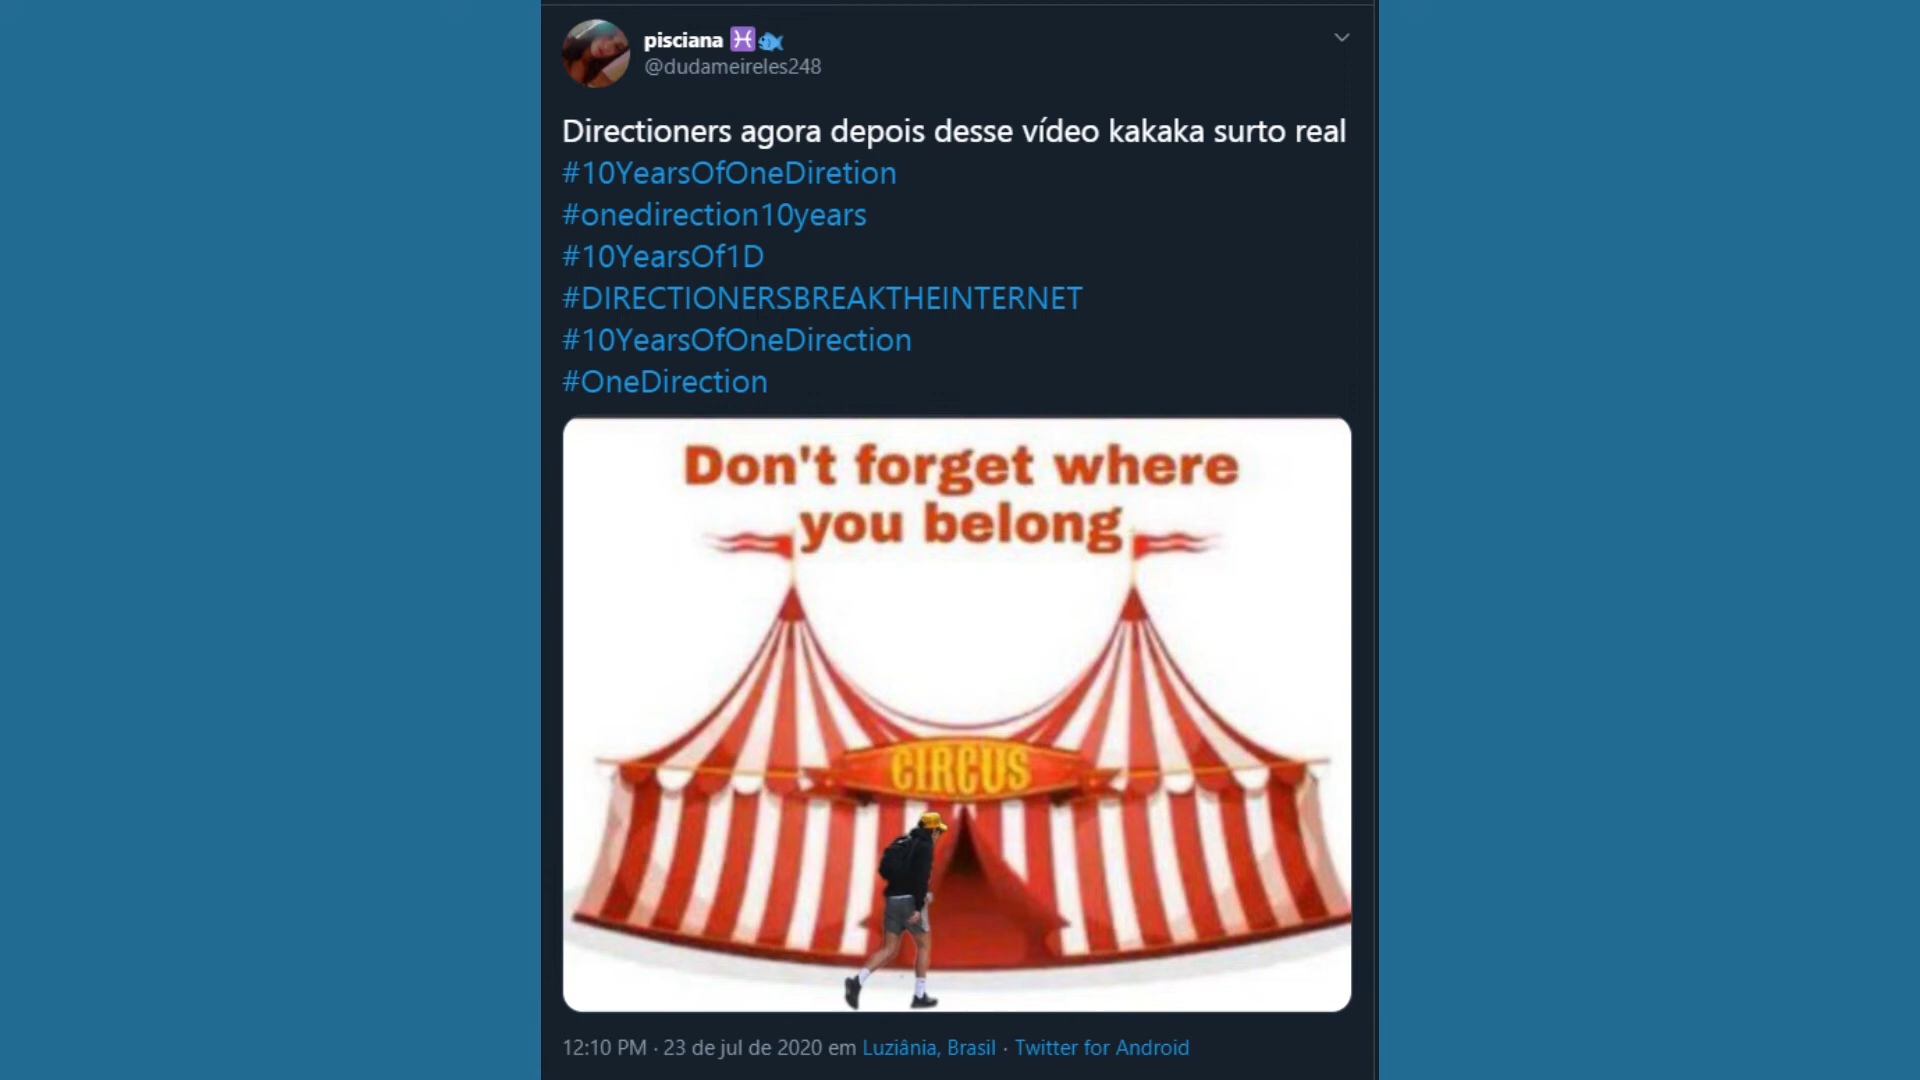 pisciana ♓🐟
@dudameireles248
Directioners agora depois desse vídeo kakaka surto real
#10YearsOfOneDiretion
#onedirection10years
#10YearsOf1D
#DIRECTIONERSBREAKTHEINTERNET
#10YearsOfOneDirection
#OneDirection
Don't forget where
you belong
CIRCUS
12:10 PM · 23 de jul de 2020 em Luziânia, Brasil · Twitter for Android